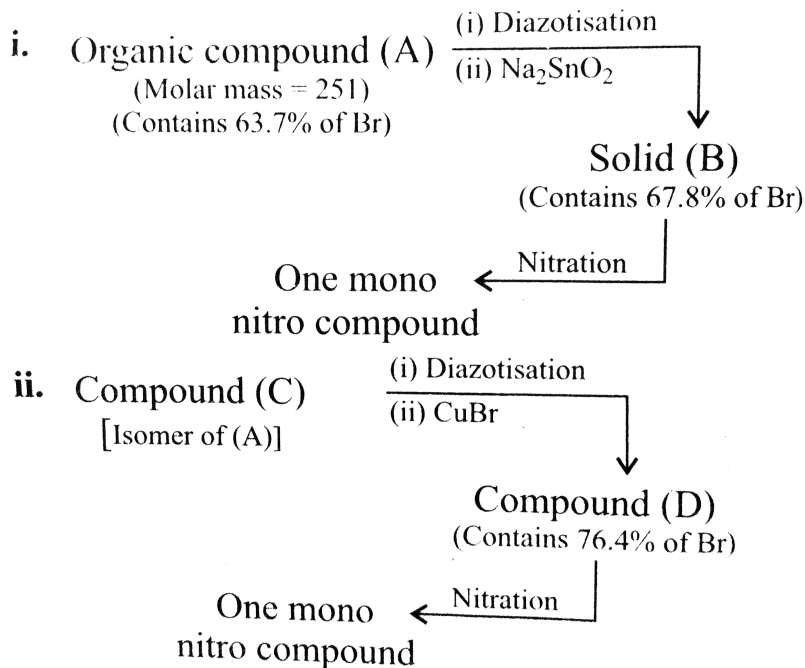 i. Organic compound (A) (i) Diazotisation
(ii) Na₂SnO₂
(Molar mass = 251)
(Contains 63.7% of Br)
Solid (B)
(Contains 67.8% of Br)
Nitration
One mono
nitro compound
ii. Compound (C) (i) Diazotisation
(ii) CuBr
[Isomer of (A)]
Compound (D)
(Contains 76.4% of Br)
Nitration
One mono
nitro compound